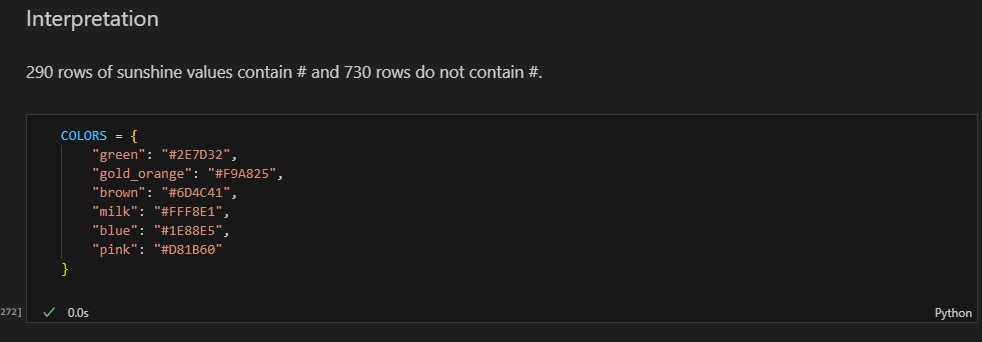 Interpretation
290 rows of sunshine values contain # and 730 rows do not contain #.
COLORS = {
    "green": "#2E7D32",
    "gold_orange": "#F9A825",
    "brown": "#6D4C41",
    "milk": "#FFF8E1",
    "blue": "#1E88E5",
    "pink": "#D81B60"
}
272] ✓ 0.0s Python